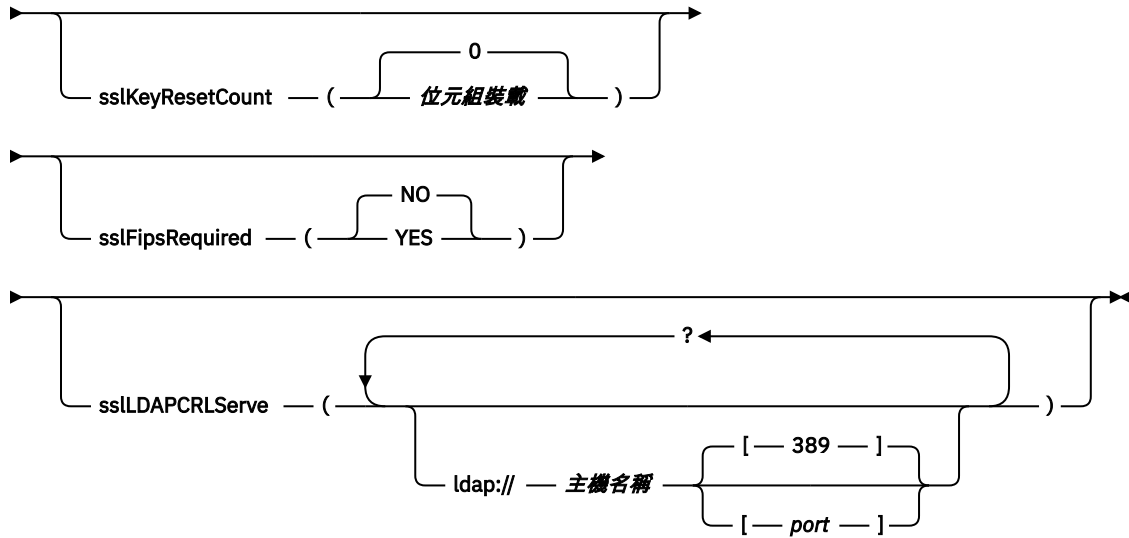 0
sslKeyResetCount ( 位元組裝載 )
NO
sslFipsRequired ( YES )
?
sslLDAPCRLServe ( )
[ 389 ]
ldap:// 主機名稱
[ port ]